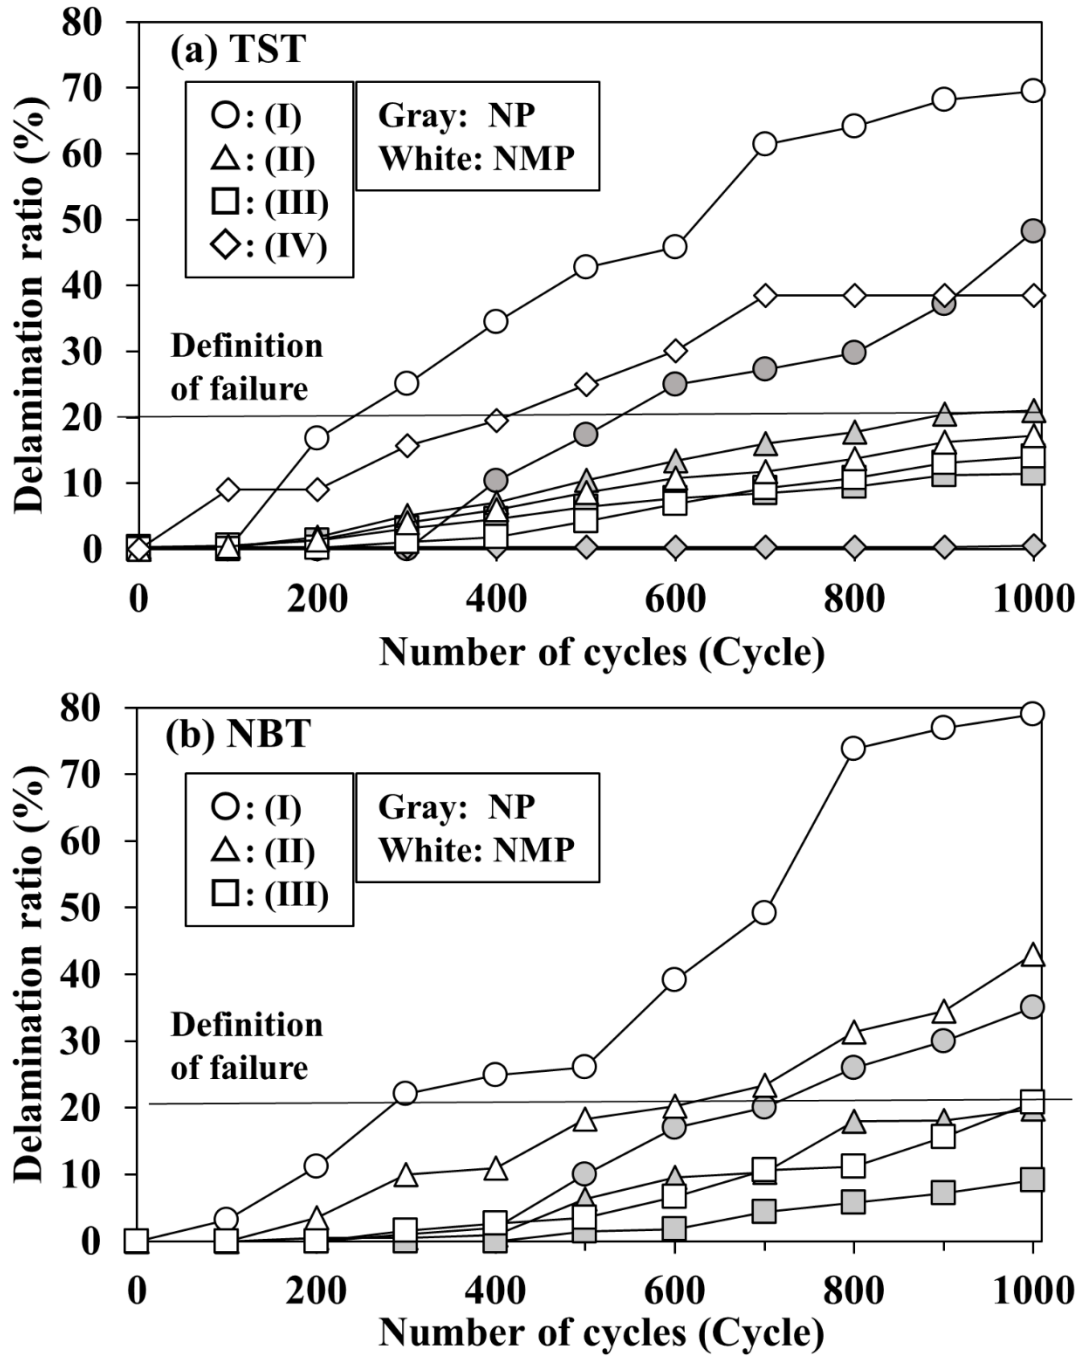 (a) TST
: (I)
: (II)
: (III)
: (IV)
Gray: NP
White: NMP
Definition
of failure
Delamination ratio (%)
80
70
60
50
40
30
20
10
0
0 200 400 600 800 1000
Number of cycles (Cycle)
(b) NBT
: (I)
: (II)
: (III)
Gray: NP
White: NMP
Definition
of failure
Delamination ratio (%)
80
70
60
50
40
30
20
10
0
0 200 400 600 800 1000
Number of cycles (Cycle)